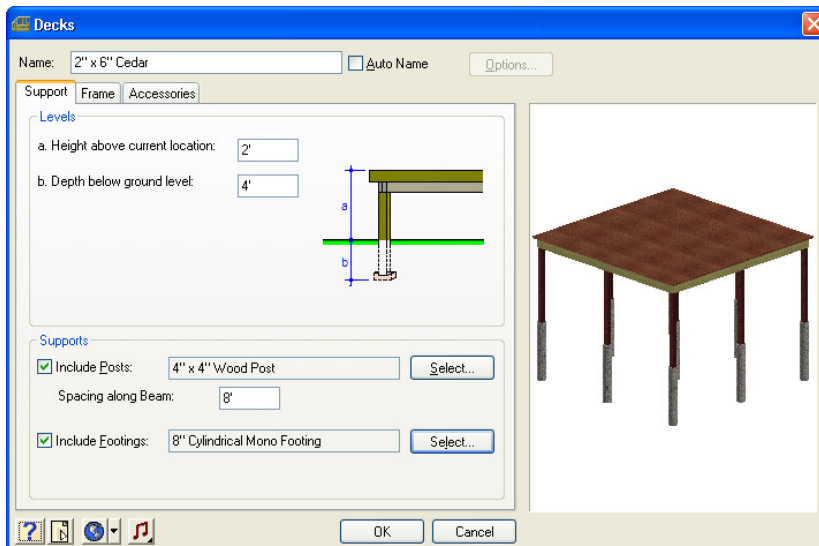 Decks
Name: 2" x 6" Cedar Auto Name Options...
Support Frame Accessories
Levels
a. Height above current location: 2'
b. Depth below ground level: 4'
a
b
Supports
Include Posts: 4" x 4" Wood Post Select...
Spacing along Beam: 8'
Include Footings: 8" Cylindrical Mono Footing Select...
? OK Cancel